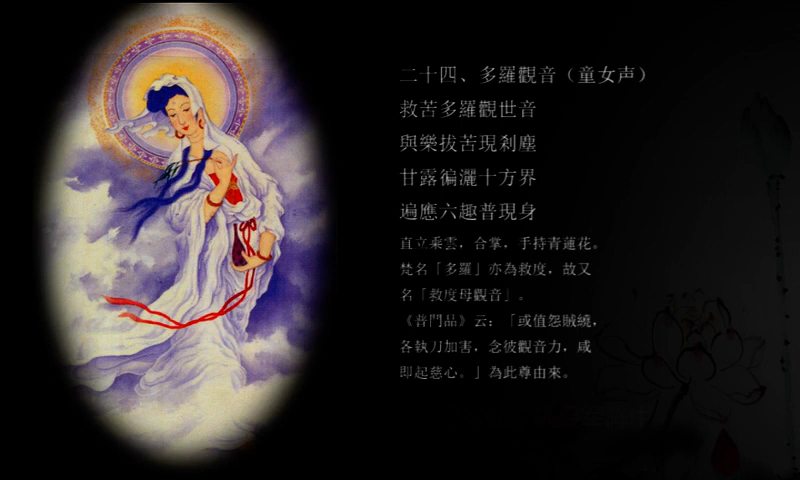 二十四、多羅觀音（童女声）
救苦多羅觀世音
與樂拔苦現剎塵
甘露徧灑十方界
遍應六趣普現身
直立乘雲，合掌，手持青蓮花。
梵名「多羅」亦為救度，故又
名「救度母觀音」。
《普門品》云：「或值怨賊繞，
各執刀加害，念彼觀音力，咸
即起慈心。」為此尊由來。